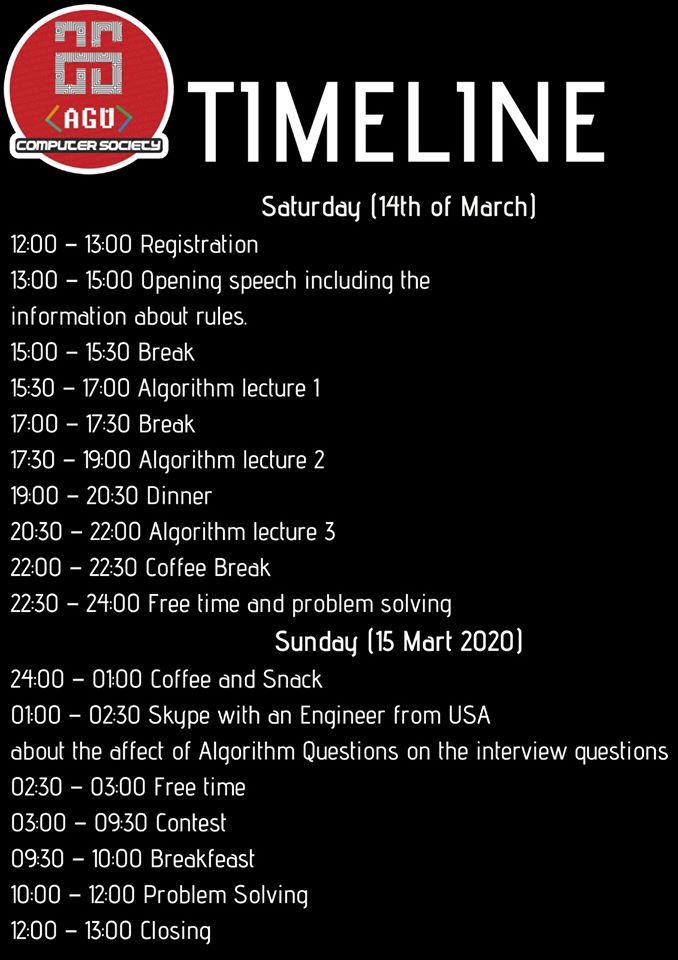 <AGU>
COMPUTER SOCIETY
TIMELINE
Saturday (14th of March)
12:00 – 13:00 Registration
13:00 – 15:00 Opening speech including the
information about rules.
15:00 – 15:30 Break
15:30 – 17:00 Algorithm lecture 1
17:00 – 17:30 Break
17:30 – 19:00 Algorithm lecture 2
19:00 – 20:30 Dinner
20:30 – 22:00 Algorithm lecture 3
22:00 – 22:30 Coffee Break
22:30 – 24:00 Free time and problem solving
Sunday (15 Mart 2020)
24:00 – 01:00 Coffee and Snack
01:00 – 02:30 Skype with an Engineer from USA
about the affect of Algorithm Questions on the interview questions
02:30 – 03:00 Free time
03:00 – 09:30 Contest
09:30 – 10:00 Breakfeast
10:00 – 12:00 Problem Solving
12:00 – 13:00 Closing